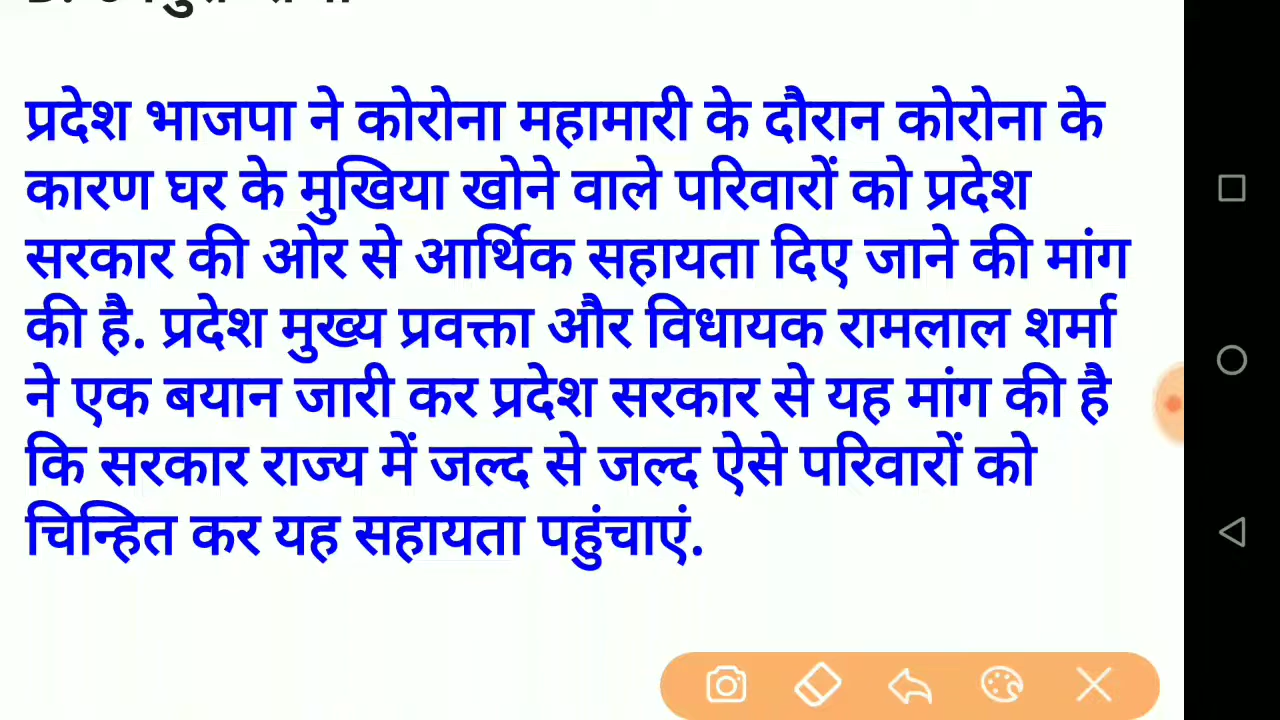 प्रदेश भाजपा ने कोरोना महामारी के दौरान कोरोना के
कारण घर के मुखिया खोने वाले परिवारों को प्रदेश
सरकार की ओर से आर्थिक सहायता दिए जाने की मांग
की है. प्रदेश मुख्य प्रवक्ता और विधायक रामलाल शर्मा
ने एक बयान जारी कर प्रदेश सरकार से यह मांग की है
कि सरकार राज्य में जल्द से जल्द ऐसे परिवारों को
चिन्हित कर यह सहायता पहुंचाएं.